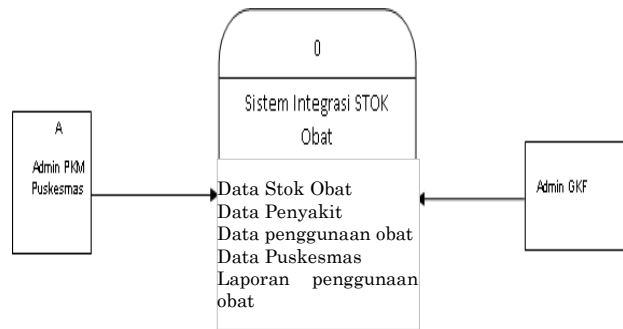 0
Sistem Integrasi STOK
Obat
A
Admin PKM
Puskesmas
Data Stok Obat
Data Penyakit
Data penggunaan obat
Data Puskesmas
Laporan penggunaan
obat
Admin GKF